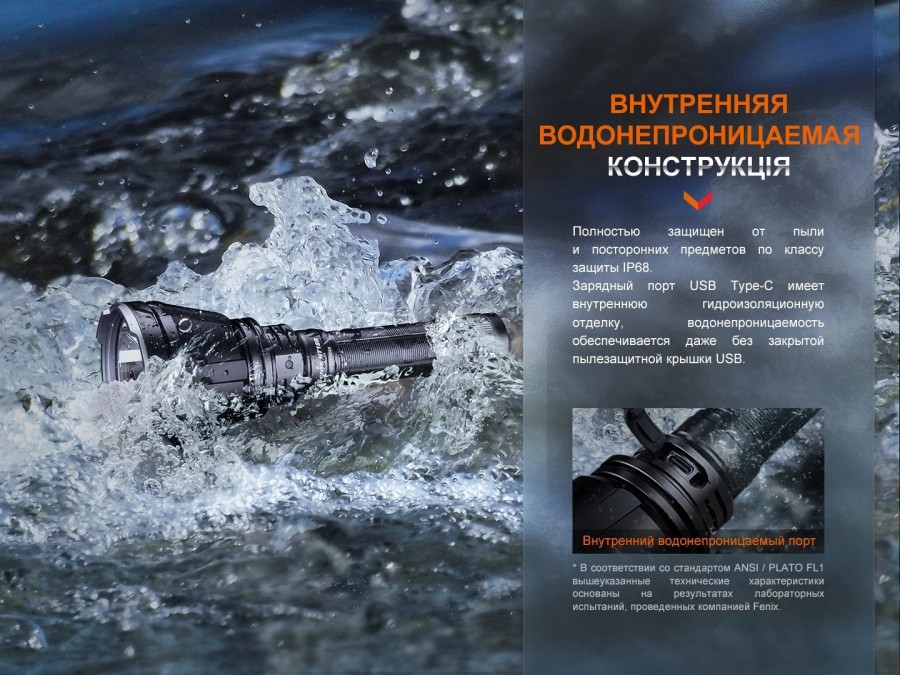 ВНУТРЕННЯЯ
ВОДОНЕПРОНИЦАЕМАЯ
КОНСТРУКЦІЯ
Полностью защищен от пыли
и посторонних предметов по классу
защиты IP68.
Зарядный порт USB Type-C имеет
внутреннюю гидроизоляционную
отделку, водонепроницаемость
обеспечивается даже без закрытой
пылезащитной крышки USB.
Внутренний водонепроницаемый порт
* В соответствии со стандартом ANSI / PLATO FL1
вышеуказанные технические характеристики
основаны на результатах лабораторных
испытаний, проведенных компанией Fenix.